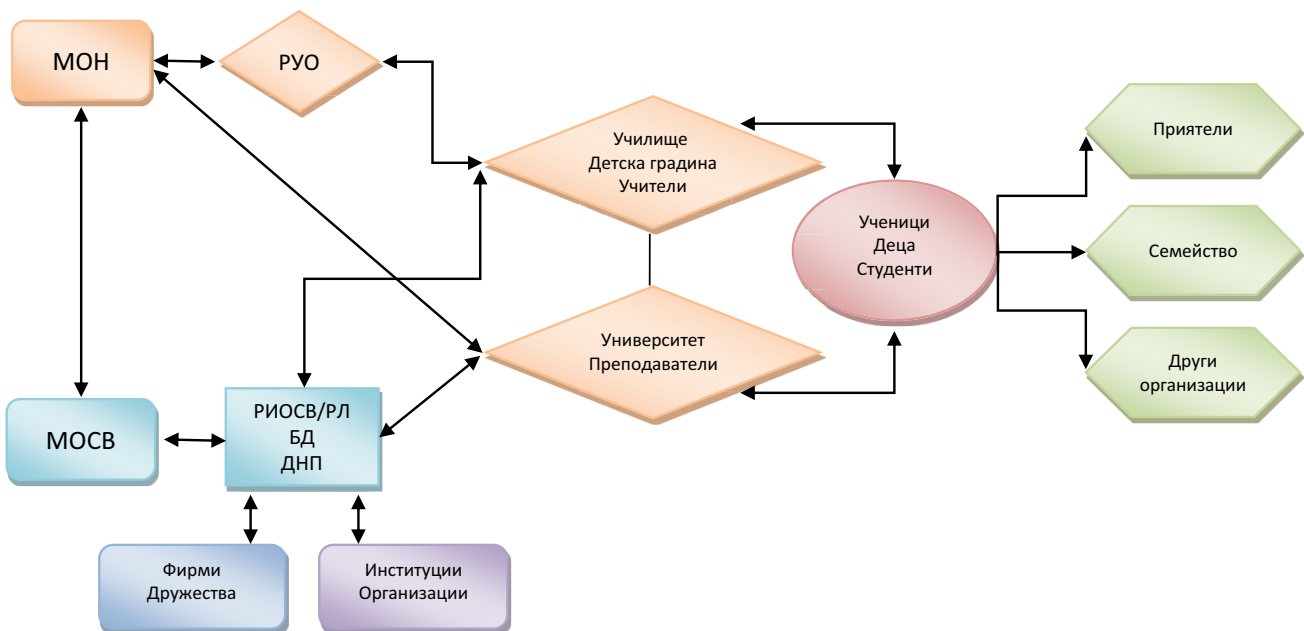 МОН
РУО
Училище
Детска градина
Учители
Приятели
Ученици
Деца
Студенти
Семейство
Университет
Преподаватели
Други
организации
МОСВ
РИОСВ/РЛ
БД
ДНП
Фирми
Дружества
Институции
Организации